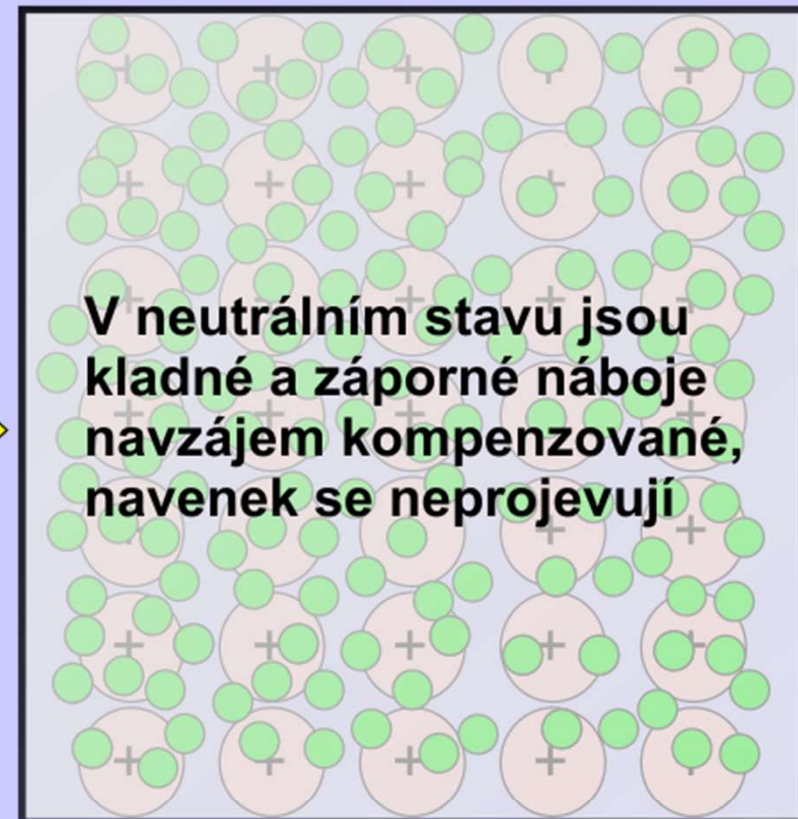 V neutrálním stavu jsou
kladné a záporné náboje
navzájem kompenzované,
navenek se neprojevují